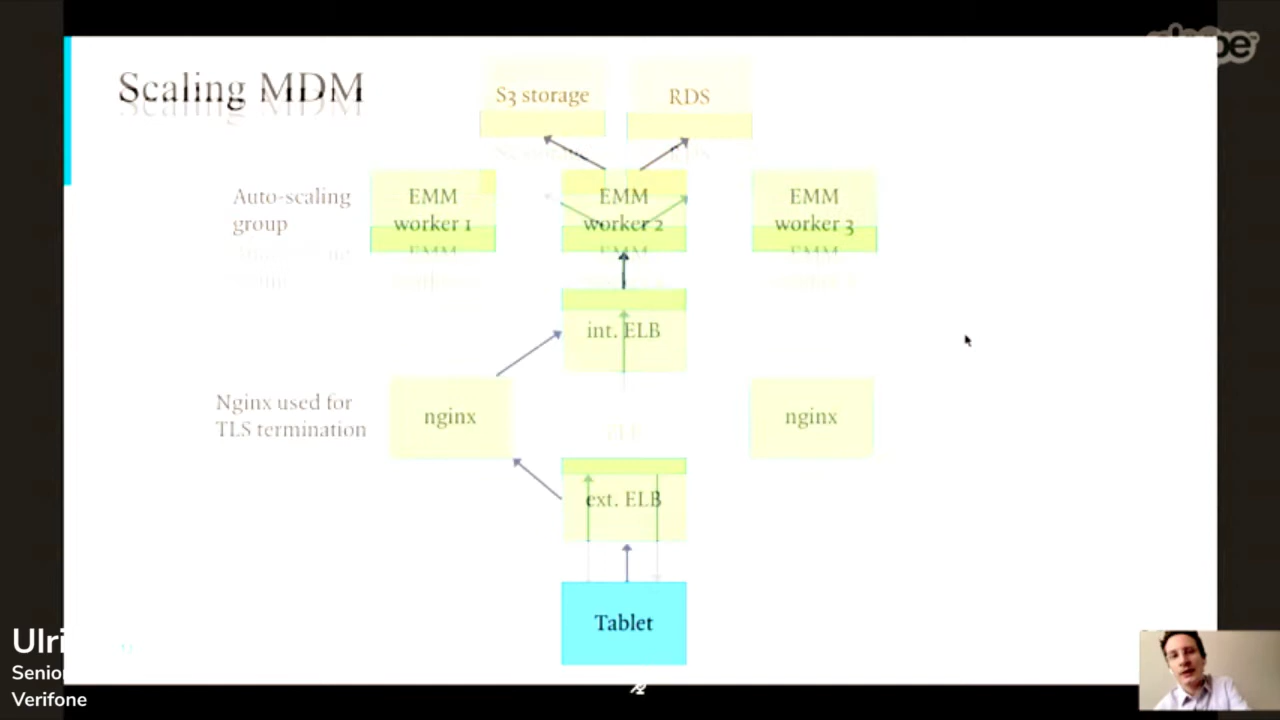 Scaling MDM
S3 storage
RDS
Auto-scaling
group
EMM
worker 1
EMM
worker 2
EMM
worker 3
int. ELB
Nginx used for
TLS termination
nginx
nginx
ext. ELB
Tablet
Verifone